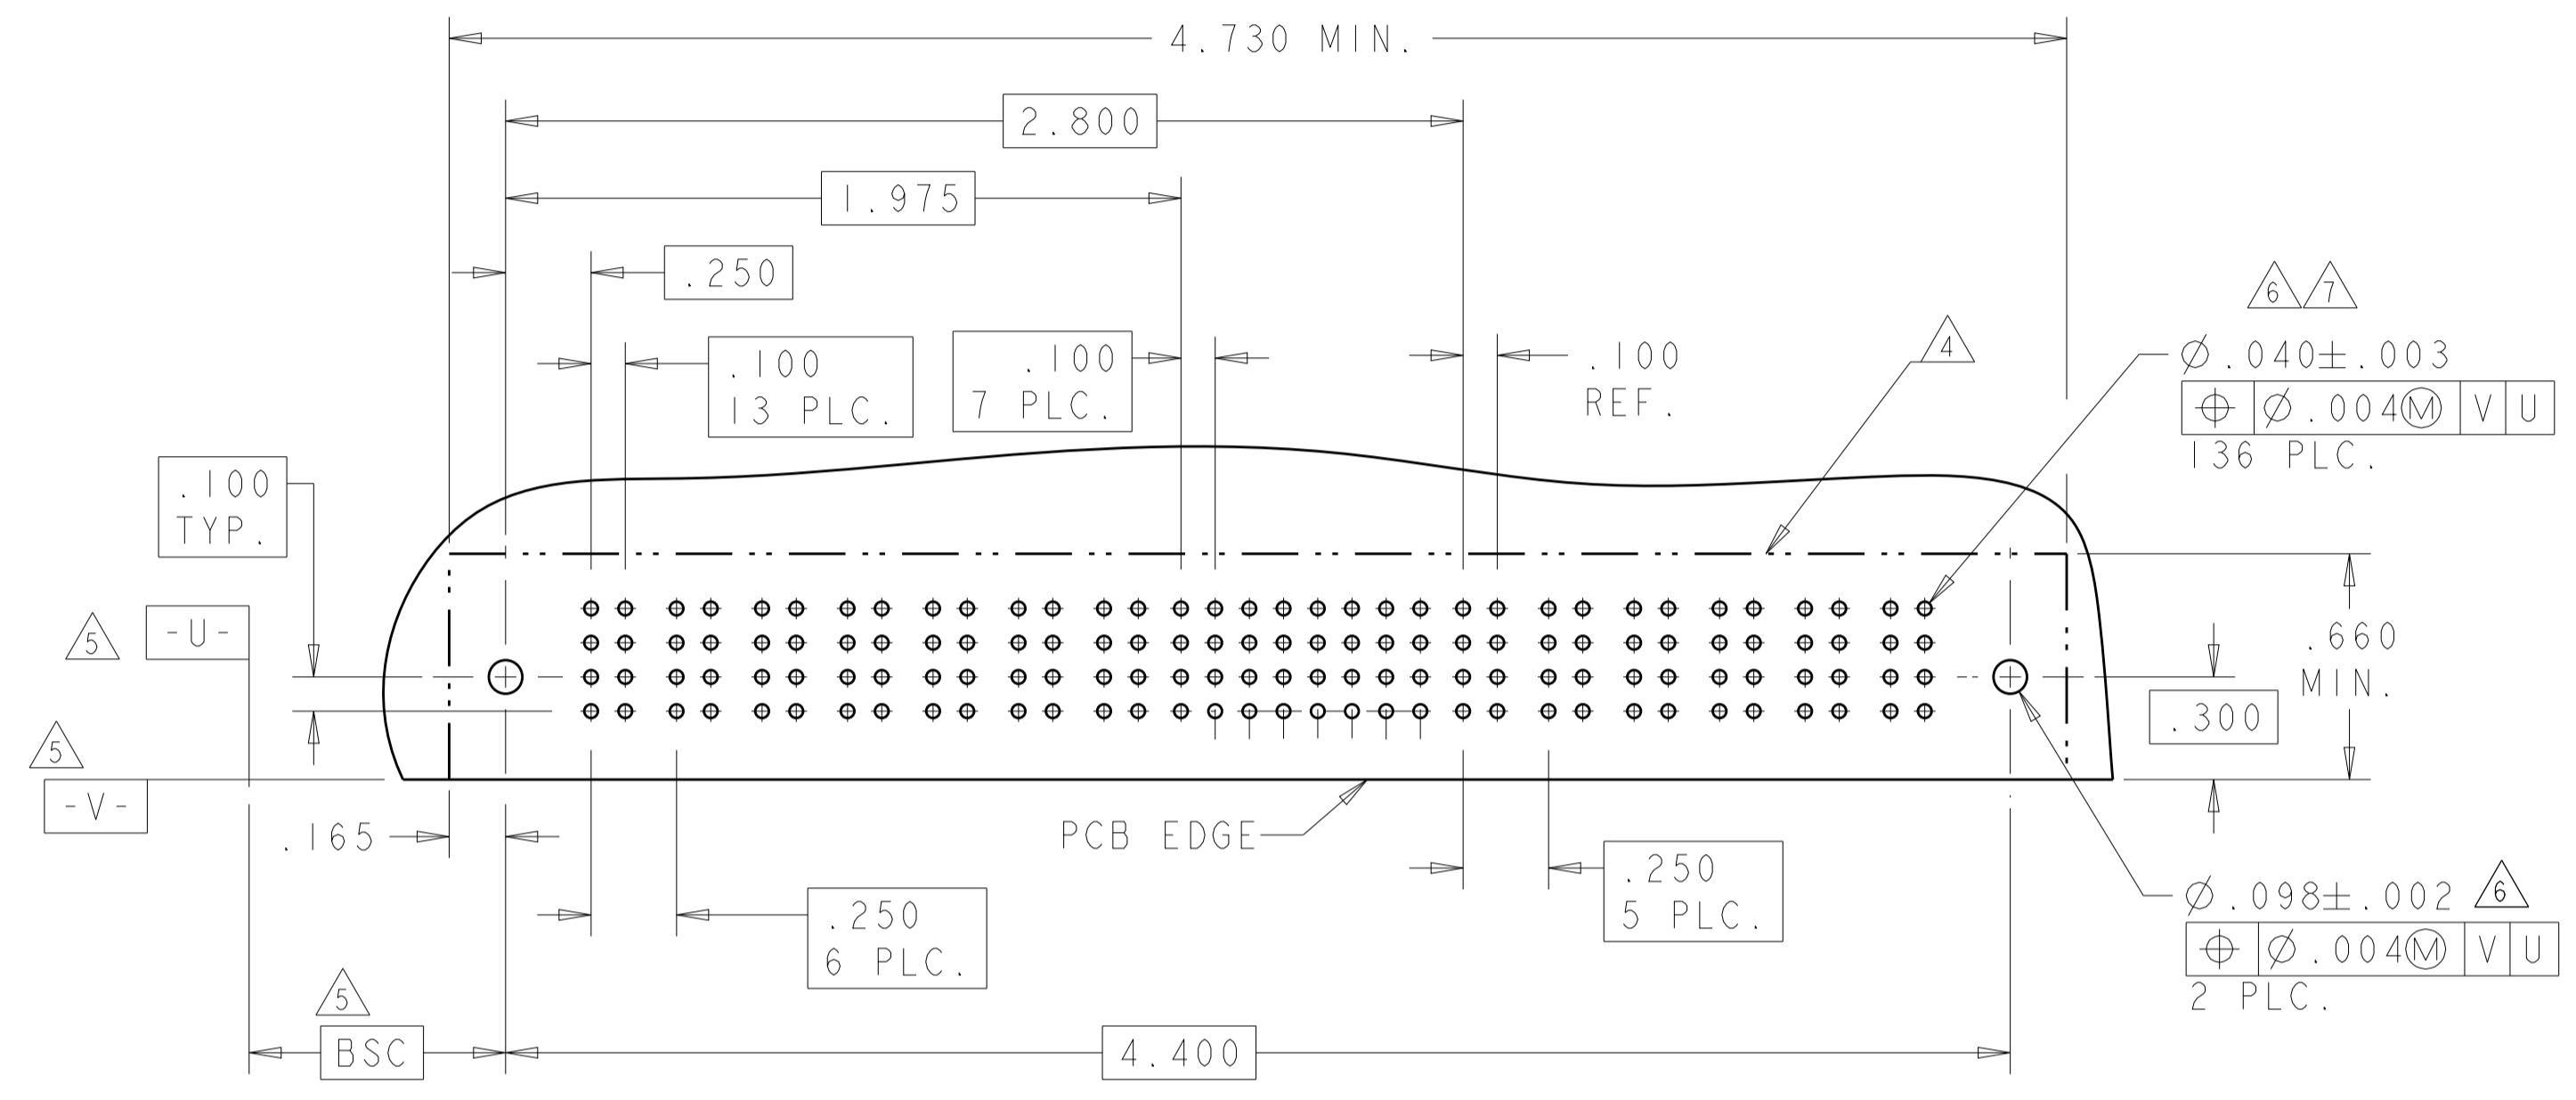 4.730 MIN.
2.800
1.975
.250
6 7
.100
13 PLC.
.100
7 PLC.
.100
REF.
4
Ø.040±.003
Ø.004Ⓜ V U
136 PLC.
.100
TYP.
5
-U-
.660
MIN.
.300
5
-V-
.165
PCB EDGE
.250
5 PLC.
.250
6 PLC.
Ø.098±.002 6
Ø.004Ⓜ V U
2 PLC.
5
BSC
4.400